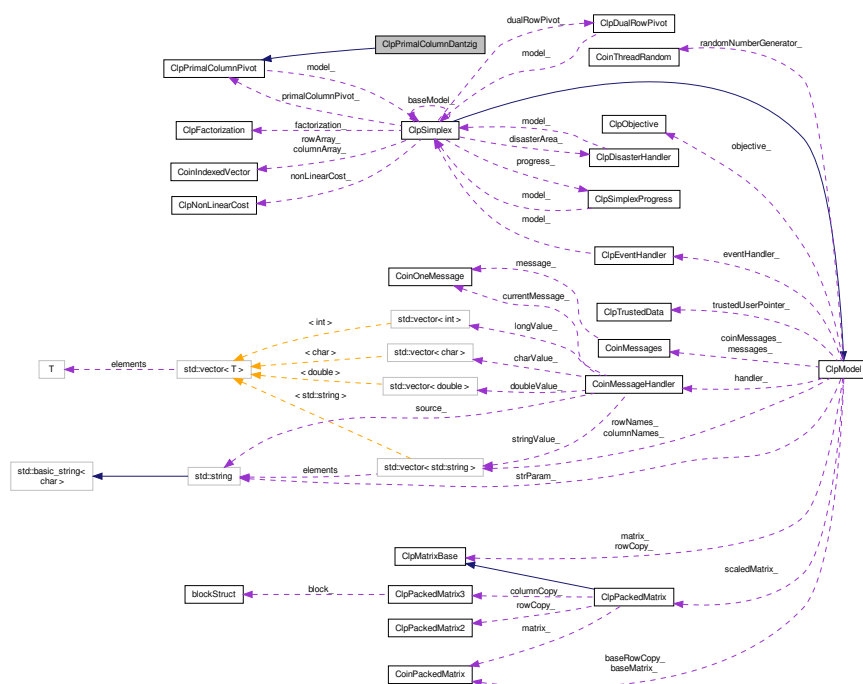 ClpPrimalColumnDantzig
dualRowPivot_
ClpDualRowPivot
randomNumberGenerator_
model_
CoinThreadRandom
ClpPrimalColumnPivot
model_
primalColumnPivot_
baseModel_
ClpFactorization
factorization_
ClpSimplex
model_
ClpObjective
rowArray_
columnArray_
disasterArea_
ClpDisasterHandler
objective_
CoinIndexedVector
nonLinearCost_
progress_
ClpNonLinearCost
model_
ClpSimplexProgress
model_
ClpEventHandler
eventHandler_
message_
CoinOneMessage
currentMessage_
ClpTrustedData
trustedUserPointer_
< int >
std::vector< int >
longValue_
coinMessages_
messages_
CoinMessages
< char >
std::vector< char >
charValue_
T
elements
std::vector< T >
< double >
std::vector< double >
doubleValue_
CoinMessageHandler
handler_
ClpModel
< std::string >
source_
stringValue_
rowNames_
columnNames_
std::basic_string<
char >
std::string
elements
std::vector< std::string >
strParam_
ClpMatrixBase
matrix_
rowCopy_
scaledMatrix_
blockStruct
block_
ClpPackedMatrix3
columnCopy_
ClpPackedMatrix
rowCopy_
ClpPackedMatrix2
matrix_
CoinPackedMatrix
baseRowCopy_
baseMatrix_